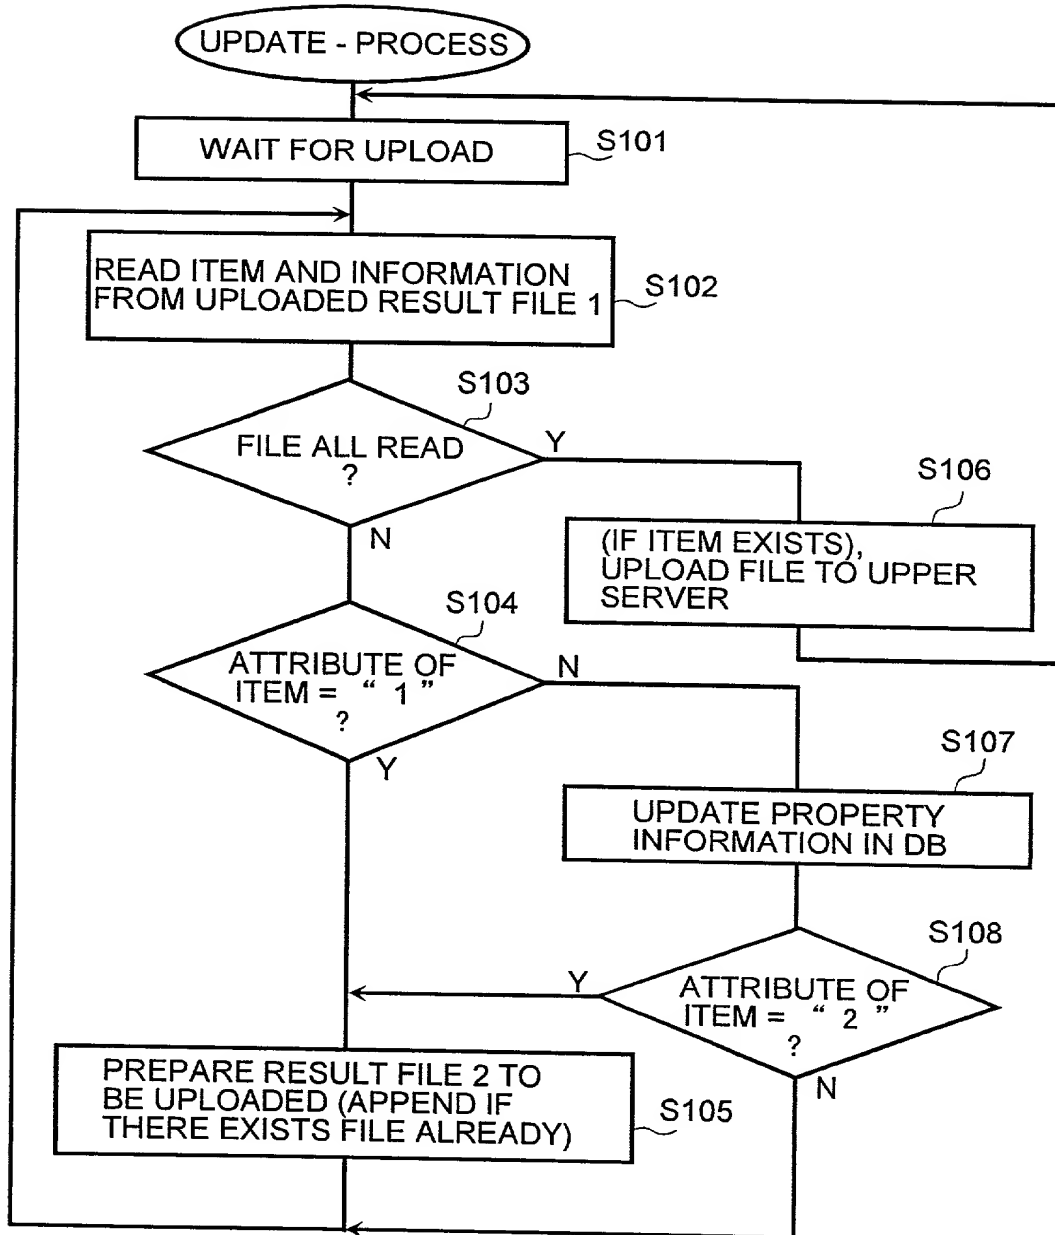 UPDATE - PROCESS
WAIT FOR UPLOAD
S101
READ ITEM AND INFORMATION
FROM UPLOADED RESULT FILE 1
S102
S103
FILE ALL READ
?
Y
N
S106
(IF ITEM EXISTS),
UPLOAD FILE TO UPPER
SERVER
S104
ATTRIBUTE OF
ITEM = “ 1 ”
?
N
Y
S107
UPDATE PROPERTY
INFORMATION IN DB
S108
ATTRIBUTE OF
ITEM = “ 2 ”
?
Y
N
PREPARE RESULT FILE 2 TO
BE UPLOADED (APPEND IF
THERE EXISTS FILE ALREADY)
S105